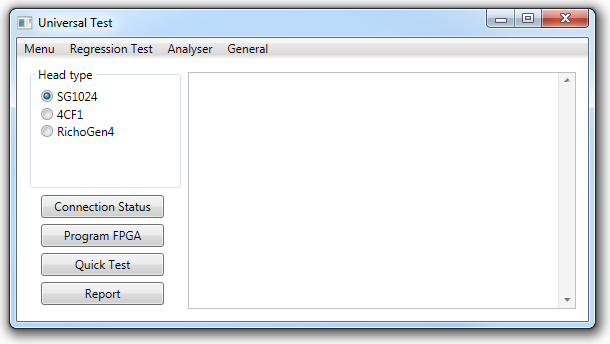 Universal Test
Menu Regression Test Analyser General
Head type
SG1024
4CF1
RichoGen4
Connection Status
Program FPGA
Quick Test
Report